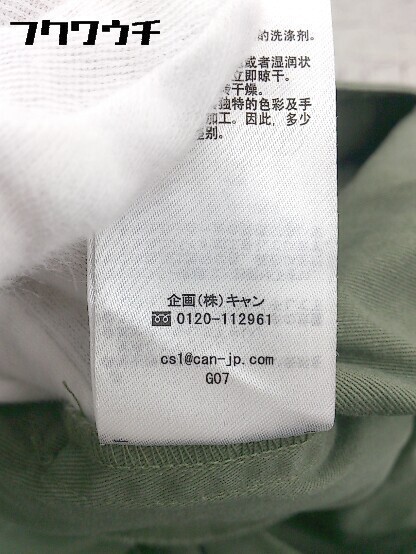 フクワウチ
的洗涤剂。
或者湿润状
立即晾干。
干燥。
独特的色彩及手
加工。因此，多少
别。
企画(株)キャン
0120-112961
cs1@can-jp.com
G07